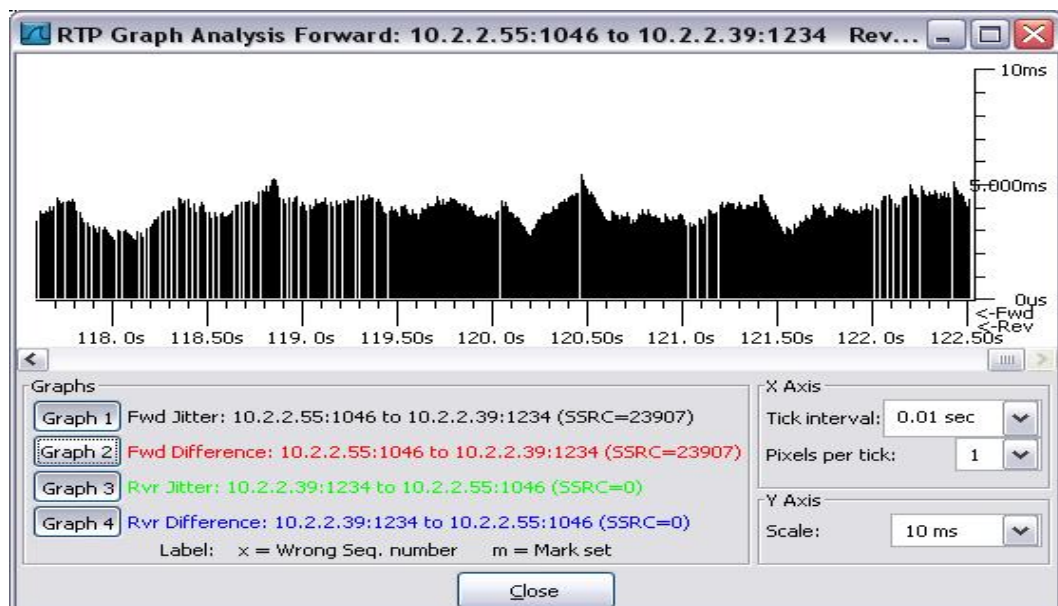 RTP Graph Analysis Forward: 10.2.2.55:1046 to 10.2.2.39:1234 Rev...
10ms
5.000ms
0us
<-Fwd
<-Rev
118. 0s 118.50s 119. 0s 119.50s 120. 0s 120.50s 121. 0s 121.50s 122. 0s 122.50s
Graphs
Graph 1 Fwd Jitter: 10.2.2.55:1046 to 10.2.2.39:1234 (SSRC=23907)
Graph 2 Fwd Difference: 10.2.2.55:1046 to 10.2.2.39:1234 (SSRC=23907)
Graph 3 Rvr Jitter: 10.2.2.39:1234 to 10.2.2.55:1046 (SSRC=0)
Graph 4 Rvr Difference: 10.2.2.39:1234 to 10.2.2.55:1046 (SSRC=0)
Label: x = Wrong Seq. number m = Mark set
X Axis
Tick interval: 0.01 sec
Pixels per tick: 1
Y Axis
Scale: 10 ms
Close